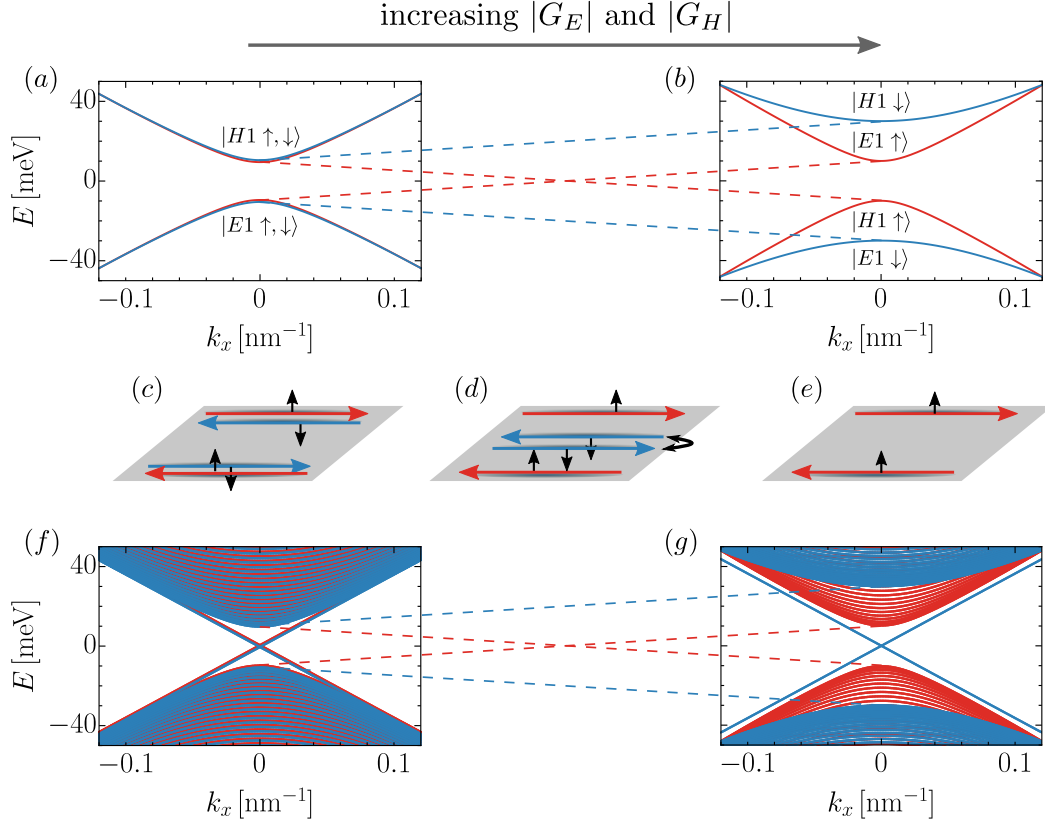 increasing |G_E| and |G_H|
(a)
(b)
40
0
−40
E [meV]
|H1 ↑,↓⟩
|E1 ↑,↓⟩
|H1 ↓⟩
|E1 ↑⟩
|H1 ↑⟩
|E1 ↓⟩
−0.1 0 0.1
−0.1 0 0.1
k_x [nm⁻¹]
k_x [nm⁻¹]
(c)
(d)
(e)
(f)
(g)
40
0
−40
E [meV]
−0.1 0 0.1
−0.1 0 0.1
k_x [nm⁻¹]
k_x [nm⁻¹]